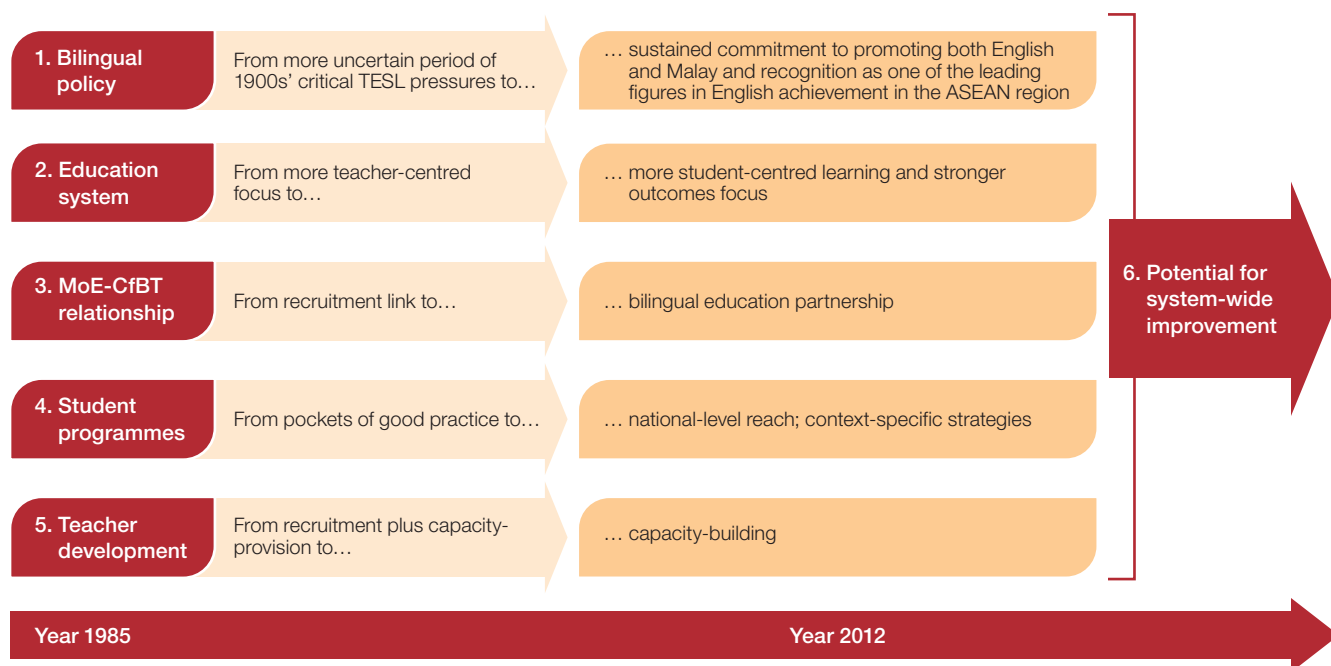 1. Bilingual
policy
From more uncertain period of
1900s’ critical TESL pressures to…
… sustained commitment to promoting both English
and Malay and recognition as one of the leading
figures in English achievement in the ASEAN region
2. Education
system
From more teacher-centred
focus to…
… more student-centred learning and stronger
outcomes focus
3. MoE-CfBT
relationship
From recruitment link to…
… bilingual education partnership
4. Student
programmes
From pockets of good practice to…
… national-level reach; context-specific strategies
5. Teacher
development
From recruitment plus capacity-
provision to…
… capacity-building
6. Potential for
system-wide
improvement
Year 1985
Year 2012